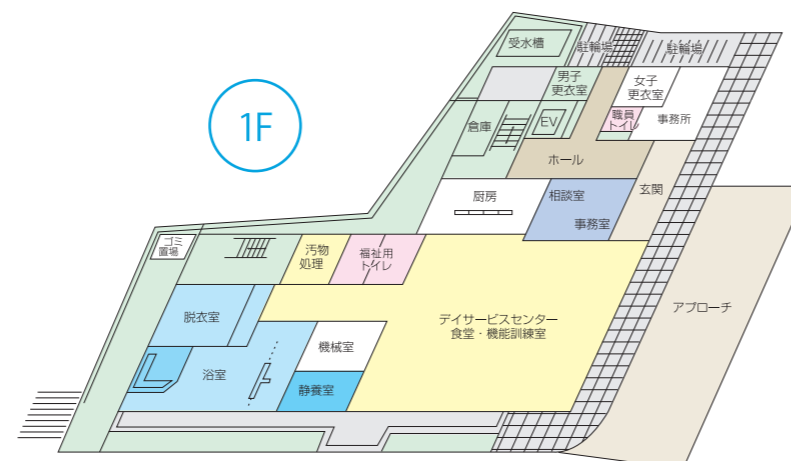 1F
受水槽
駐輪場
駐輪場
男子
更衣室
女子
更衣室
倉庫
EV
職員
トイレ
事務所
ホール
厨房
相談室
玄関
事務室
ゴミ
置場
汚物
処理
福祉用
トイレ
脱衣室
デイサービスセンター
食堂・機能訓練室
アプローチ
機械室
浴室
静養室